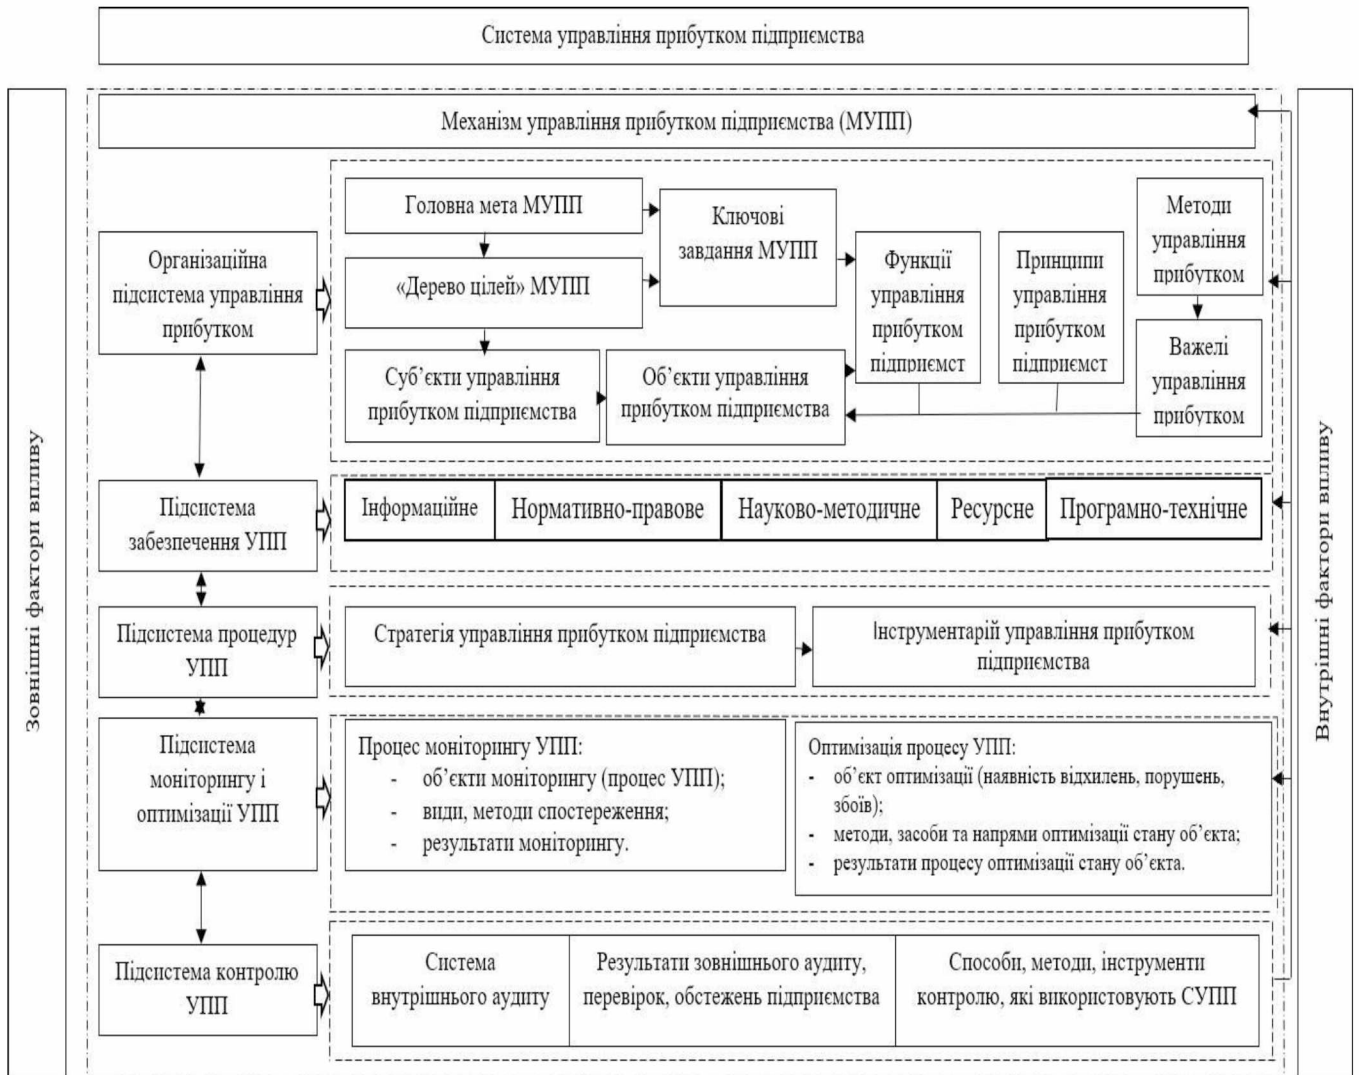 Система управління прибутком підприємства
Механізм управління прибутком підприємства (МУПП)
Зовнішні фактори впливу
Організаційна
підсистема управління
прибутком
Головна мета МУПП
«Дерево цілей» МУПП
Ключові
завдання МУПП
Суб’єкти управління
прибутком підприємства
Об’єкти управління
прибутком підприємства
Функції
управління
прибутком
підприємст
Принципи
управління
прибутком
підприємст
Методи
управління
прибутком
Важелі
управління
прибутком
Підсистема
забезпечення УПП
Інформаційне
Нормативно-правове
Науково-методичне
Ресурсне
Програмно-технічне
Підсистема процедур
УПП
Стратегія управління прибутком підприємства
Інструментарій управління прибутком
підприємства
Підсистема
моніторингу і
оптимізації УПП
Процес моніторингу УПП:
- об’єкти моніторингу (процес УПП);
- види, методи спостереження;
- результати моніторингу.
Оптимізація процесу УПП:
- об’єкт оптимізації (наявність відхилень, порушень,
збоїв);
- методи, засоби та напрями оптимізації стану об’єкта;
- результати процесу оптимізації стану об’єкта.
Підсистема контролю
УПП
Система
внутрішнього аудиту
Результати зовнішнього аудиту,
перевірок, обстежень підприємства
Способи, методи, інструменти
контролю, які використовують СУПП
Внутрішні фактори впливу